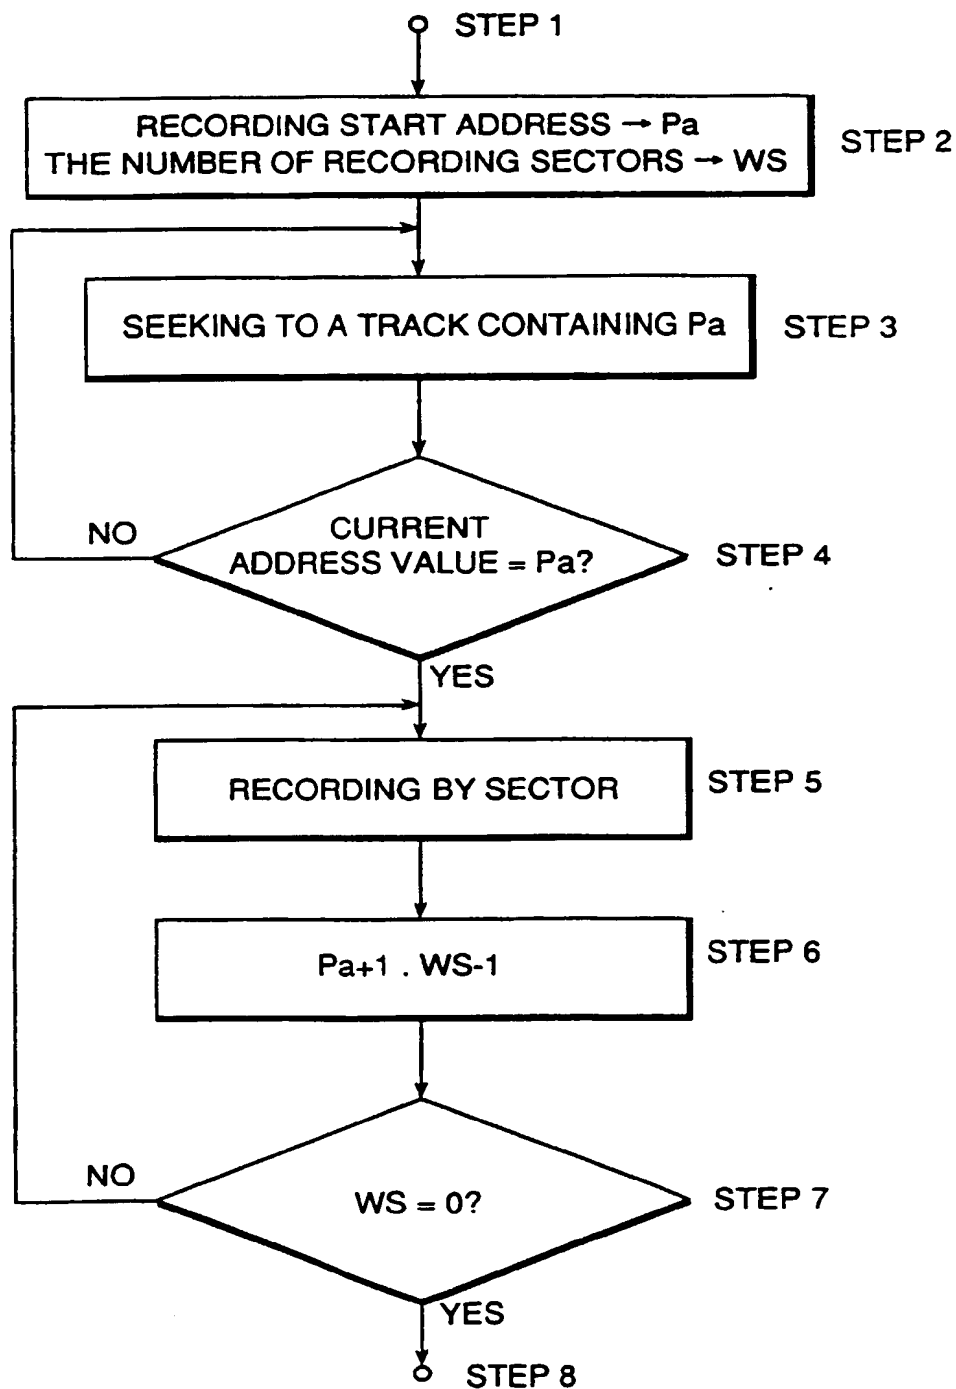 STEP 1
RECORDING START ADDRESS → Pa
THE NUMBER OF RECORDING SECTORS → WS
STEP 2
SEEKING TO A TRACK CONTAINING Pa
STEP 3
NO
CURRENT
ADDRESS VALUE = Pa?
STEP 4
YES
RECORDING BY SECTOR
STEP 5
Pa+1 . WS-1
STEP 6
NO
WS = 0?
STEP 7
YES
STEP 8